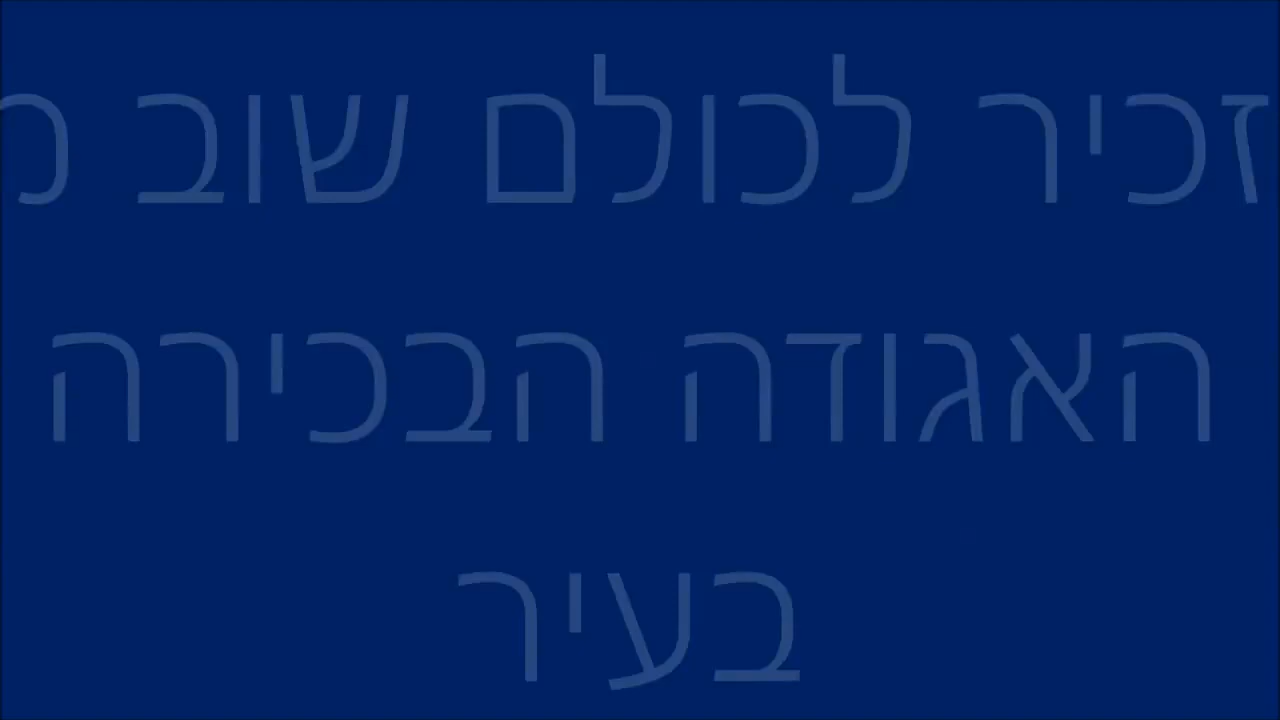 זכיר לכולם שוב מ
האגודה הבכירה
בעיר